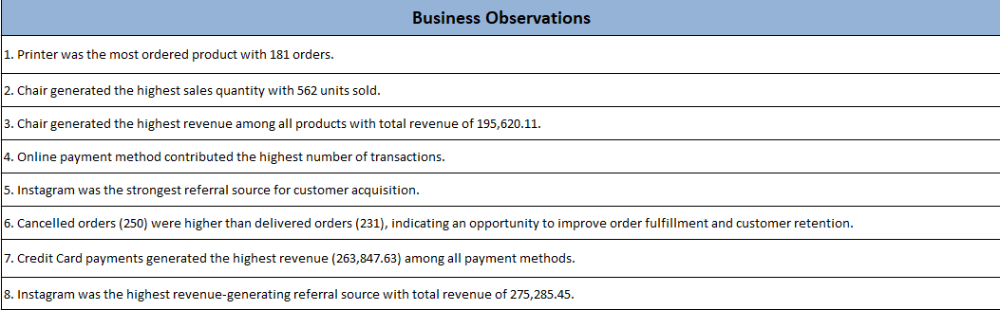 Business Observations
1. Printer was the most ordered product with 181 orders.
2. Chair generated the highest sales quantity with 562 units sold.
3. Chair generated the highest revenue among all products with total revenue of 195,620.11.
4. Online payment method contributed the highest number of transactions.
5. Instagram was the strongest referral source for customer acquisition.
6. Cancelled orders (250) were higher than delivered orders (231), indicating an opportunity to improve order fulfillment and customer retention.
7. Credit Card payments generated the highest revenue (263,847.63) among all payment methods.
8. Instagram was the highest revenue-generating referral source with total revenue of 275,285.45.